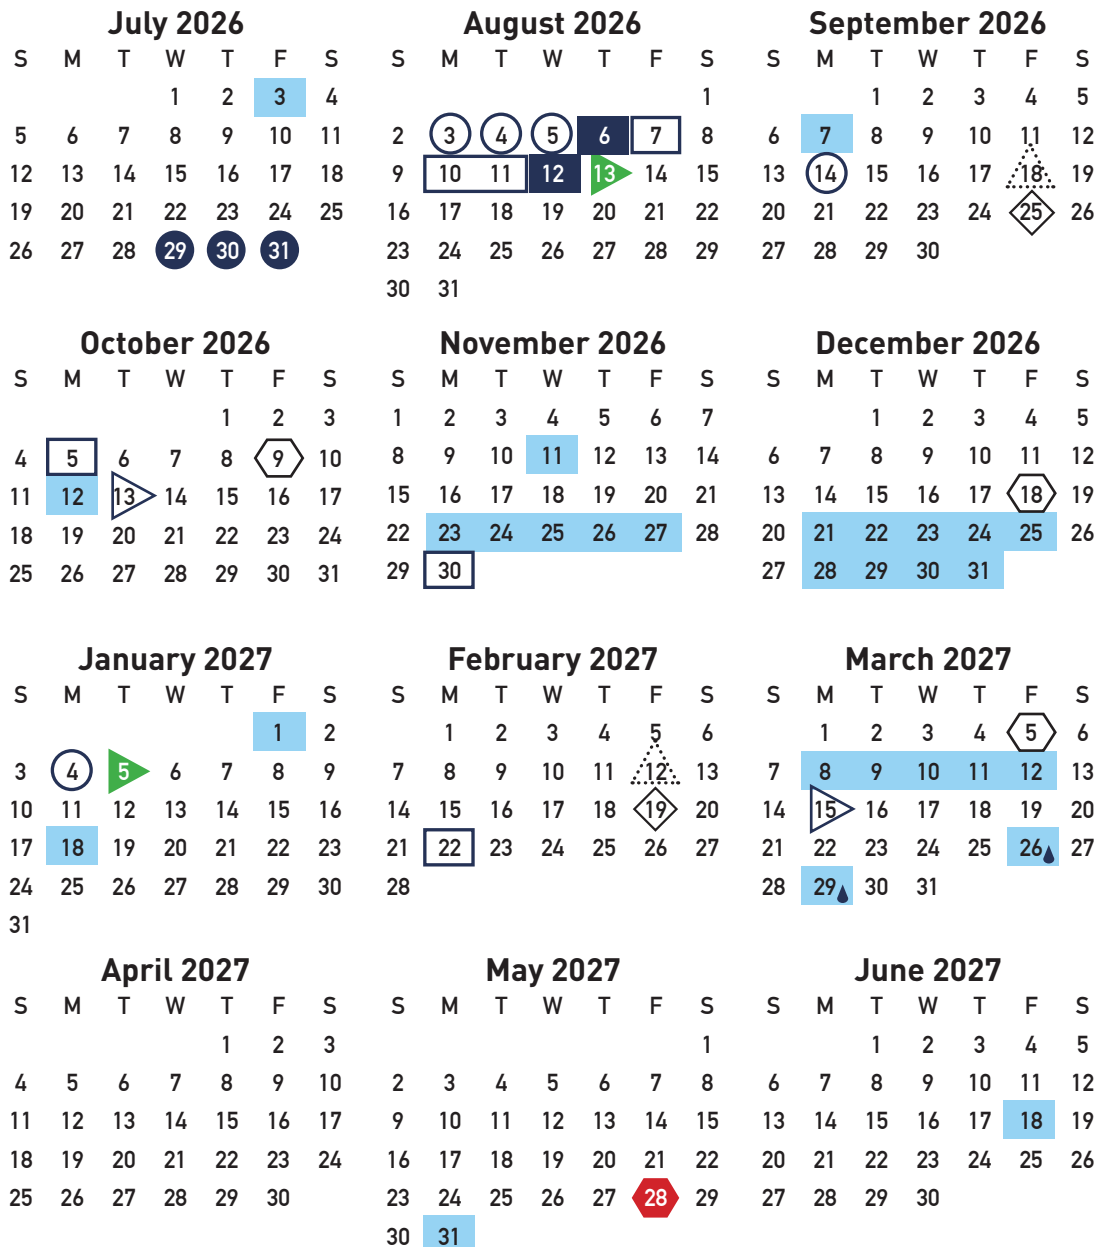 July 2026 August 2026 September 2026
S M T W T F S S M T W T F S S M T W T F S
1 2 3 4 1 1 2 3 4 5
5 6 7 8 9 10 11 2 3 4 5 6 7 8 6 7 8 9 10 11 12
12 13 14 15 16 17 18 9 10 11 12 13 14 15 13 14 15 16 17 18 19
19 20 21 22 23 24 25 16 17 18 19 20 21 22 20 21 22 23 24 25 26
26 27 28 29 30 31 23 24 25 26 27 28 29 27 28 29 30
30 31
October 2026 November 2026 December 2026
S M T W T F S S M T W T F S S M T W T F S
1 2 3 1 2 3 4 5 6 7 1 2 3 4 5
4 5 6 7 8 9 10 8 9 10 11 12 13 14 6 7 8 9 10 11 12
11 12 13 14 15 16 17 15 16 17 18 19 20 21 13 14 15 16 17 18 19
18 19 20 21 22 23 24 22 23 24 25 26 27 28 20 21 22 23 24 25 26
25 26 27 28 29 30 31 29 30 27 28 29 30 31
January 2027 February 2027 March 2027
S M T W T F S S M T W T F S S M T W T F S
1 2 1 2 3 4 5 6 1 2 3 4 5 6
3 4 5 6 7 8 9 7 8 9 10 11 12 13 7 8 9 10 11 12 13
10 11 12 13 14 15 16 14 15 16 17 18 19 20 14 15 16 17 18 19 20
17 18 19 20 21 22 23 21 22 23 24 25 26 27 21 22 23 24 25 26 27
24 25 26 27 28 29 30 28 28 29 30 31
31
April 2027 May 2027 June 2027
S M T W T F S S M T W T F S S M T W T F S
1 2 3 1 1 2 3 4 5
4 5 6 7 8 9 10 2 3 4 5 6 7 8 6 7 8 9 10 11 12
11 12 13 14 15 16 17 9 10 11 12 13 14 15 13 14 15 16 17 18 19
18 19 20 21 22 23 24 16 17 18 19 20 21 22 20 21 22 23 24 25 26
25 26 27 28 29 30 23 24 25 26 27 28 29 27 28 29 30
30 31